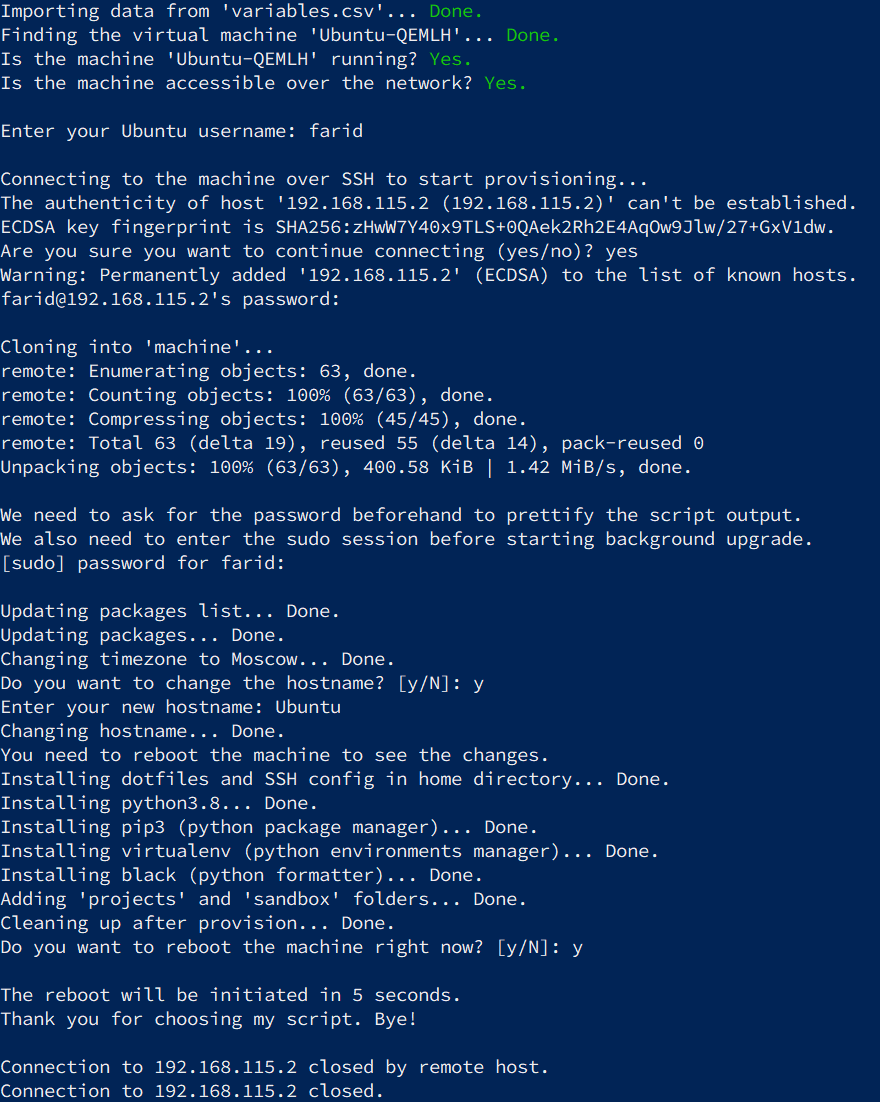 Importing data from 'variables.csv'... Done.
Finding the virtual machine 'Ubuntu-QEMLH'... Done.
Is the machine 'Ubuntu-QEMLH' running? Yes.
Is the machine accessible over the network? Yes.
Enter your Ubuntu username: farid
Connecting to the machine over SSH to start provisioning...
The authenticity of host '192.168.115.2 (192.168.115.2)' can't be established.
ECDSA key fingerprint is SHA256:zHwW7Y40x9TLS+0QAek2Rh2E4AqOw9Jlw/27+GxV1dw.
Are you sure you want to continue connecting (yes/no)? yes
Warning: Permanently added '192.168.115.2' (ECDSA) to the list of known hosts.
farid@192.168.115.2's password:
Cloning into 'machine'...
remote: Enumerating objects: 63, done.
remote: Counting objects: 100% (63/63), done.
remote: Compressing objects: 100% (45/45), done.
remote: Total 63 (delta 19), reused 55 (delta 14), pack-reused 0
Unpacking objects: 100% (63/63), 400.58 KiB | 1.42 MiB/s, done.
We need to ask for the password beforehand to prettify the script output.
We also need to enter the sudo session before starting background upgrade.
[sudo] password for farid:
Updating packages list... Done.
Updating packages... Done.
Changing timezone to Moscow... Done.
Do you want to change the hostname? [y/N]: y
Enter your new hostname: Ubuntu
Changing hostname... Done.
You need to reboot the machine to see the changes.
Installing dotfiles and SSH config in home directory... Done.
Installing python3.8... Done.
Installing pip3 (python package manager)... Done.
Installing virtualenv (python environments manager)... Done.
Installing black (python formatter)... Done.
Adding 'projects' and 'sandbox' folders... Done.
Cleaning up after provision... Done.
Do you want to reboot the machine right now? [y/N]: y
The reboot will be initiated in 5 seconds.
Thank you for choosing my script. Bye!
Connection to 192.168.115.2 closed by remote host.
Connection to 192.168.115.2 closed.